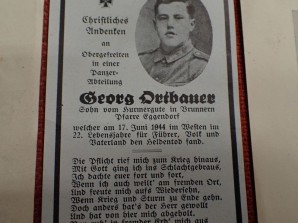 Christliches
Andenken
an
Obergefreiten
in einer
Panzer-
Abteilung
Georg Ortbauer
Sohn vom Hurmergute in Brunnern
Pfarre Eggendorf
welcher am 17. Juni 1944 im Westen im
22. Lebensjahre für Führer, Volk und
Vaterland den Heldentod fand.
Die Pflicht rief mich zum Krieg hinaus,
Mit Gott ging ich ins Schlachtgebraus.
Ich dachte euer fort und fort,
Wenn ich auch weilt' am fremden Ort,
Und freute mich aufs Wiedersehn,
Wenn Krieg und Sturm zu Ende gehn.
Doch anders hat's der Herr gewollt
Und hat von hier mich abgeholt.